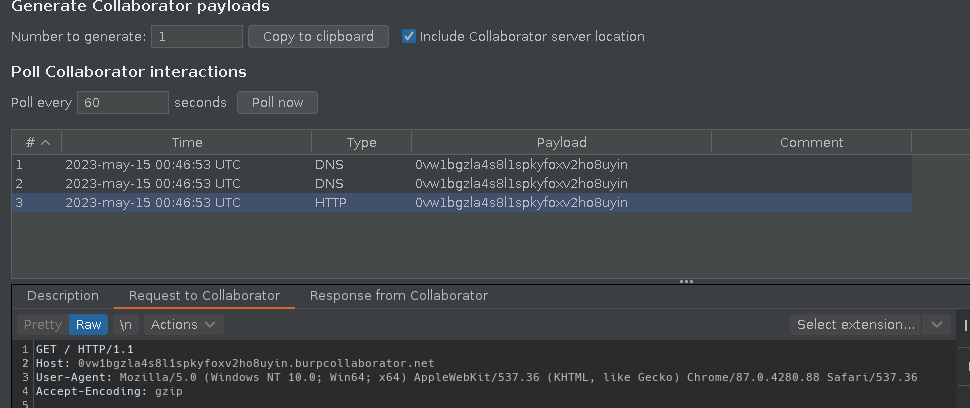 Generate Collaborator payloads
Number to generate: 1 Copy to clipboard Include Collaborator server location
Poll Collaborator interactions
Poll every 60 seconds Poll now
# Time Type Payload Comment
1 2023-may-15 00:46:53 UTC DNS 0vw1bgzla4s8l1spkyfoxv2ho8uyin
2 2023-may-15 00:46:53 UTC DNS 0vw1bgzla4s8l1spkyfoxv2ho8uyin
3 2023-may-15 00:46:53 UTC HTTP 0vw1bgzla4s8l1spkyfoxv2ho8uyin
Description Request to Collaborator Response from Collaborator
Pretty Raw \n Actions Select extension...
1 GET / HTTP/1.1
2 Host: 0vw1bgzla4s8l1spkyfoxv2ho8uyin.burpcollaborator.net
3 User-Agent: Mozilla/5.0 (Windows NT 10.0; Win64; x64) AppleWebKit/537.36 (KHTML, like Gecko) Chrome/87.0.4280.88 Safari/537.36
4 Accept-Encoding: gzip
5